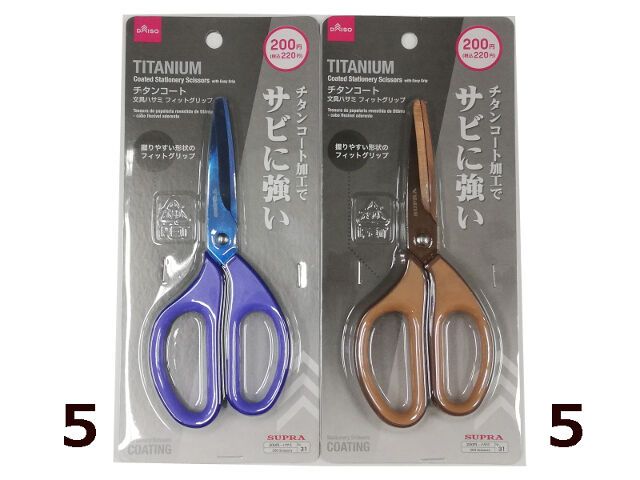 DAISO
200円
(税込220円)
TITANIUM
Coated Stationery Scissors with Easy Grip
チタンコート
文具ハサミ フィットグリップ
握りやすい形状の
フィットグリップ
チタンコート加工で
サビに強い
SUPRA
COATING
SUPRA
31
5
DAISO
200円
(税込220円)
TITANIUM
Coated Stationery Scissors with Easy Grip
チタンコート
文具ハサミ フィットグリップ
握りやすい形状の
フィットグリップ
チタンコート加工で
サビに強い
SUPRA
COATING
SUPRA
31
5